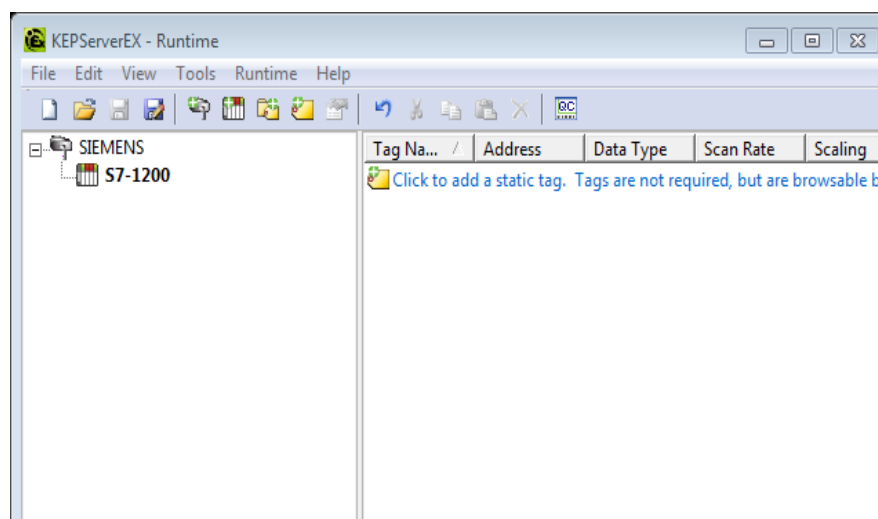 KEPServerEX - Runtime
File Edit View Tools Runtime Help
QC
SIEMENS
S7-1200
Tag Na... Address Data Type Scan Rate Scaling
Click to add a static tag. Tags are not required, but are browsable b